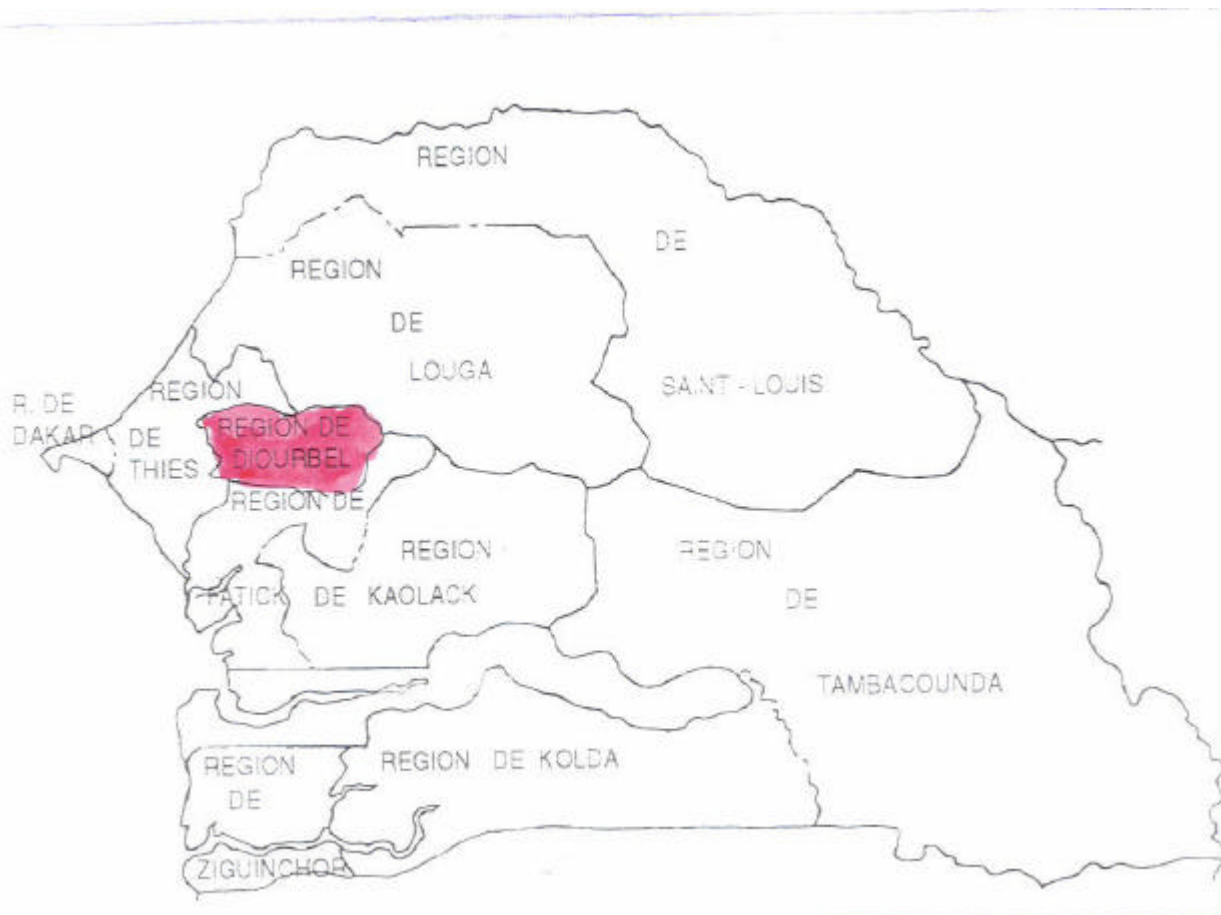 REGION
DE
SAINT-LOUIS
REGION
DE
LOUGA
R. DE
DAKAR
REGION
DE
THIES
REGION DE
DIOURBEL
REGION DE
FATICK
REGION
DE KAOLACK
REGION
DE
TAMBACOUNDA
REGION
DE
ZIGUINCHOR
REGION DE KOLDA